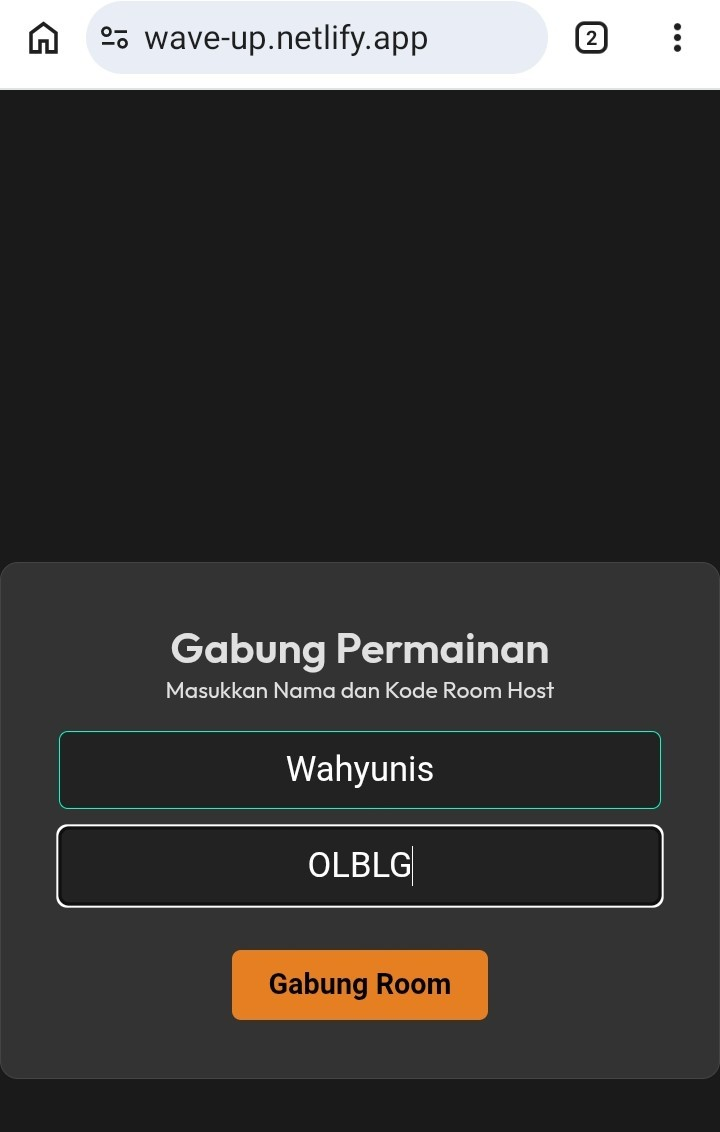 wave-up.netlify.app
2
Gabung Permainan
Masukkan Nama dan Kode Room Host
Wahyunis
OLBLG
Gabung Room